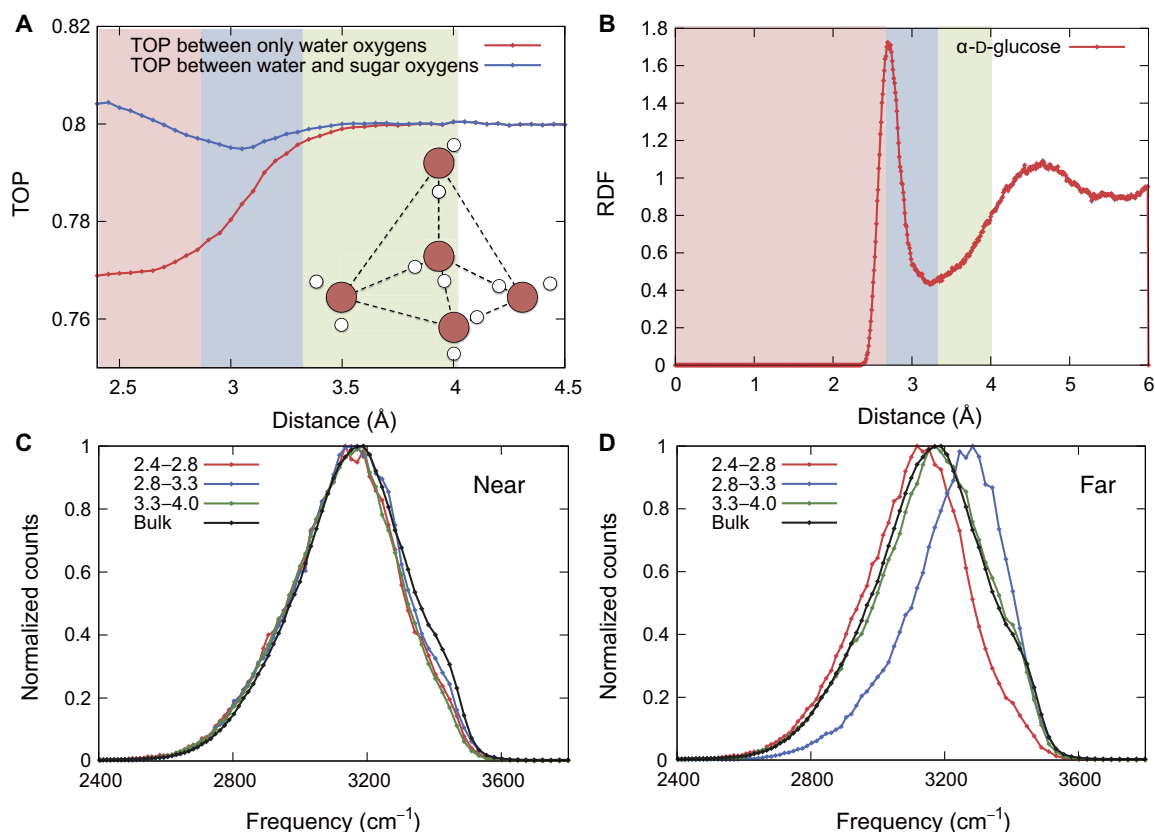 A
0.82
TOP between only water oxygens
TOP between water and sugar oxygens
0.8
0.78
0.76
TOP
2.5
3
3.5
4
4.5
Distance (Å)
B
1.8
1.6
1.4
1.2
1
0.8
0.6
0.4
0.2
0
RDF
α-D-glucose
0
1
2
3
4
5
6
Distance (Å)
C
1
0.8
0.6
0.4
0.2
0
Normalized counts
2.4–2.8
2.8–3.3
3.3–4.0
Bulk
Near
2400
2800
3200
3600
Frequency (cm⁻¹)
D
1
0.8
0.6
0.4
0.2
0
Normalized counts
2.4–2.8
2.8–3.3
3.3–4.0
Bulk
Far
2400
2800
3200
3600
Frequency (cm⁻¹)